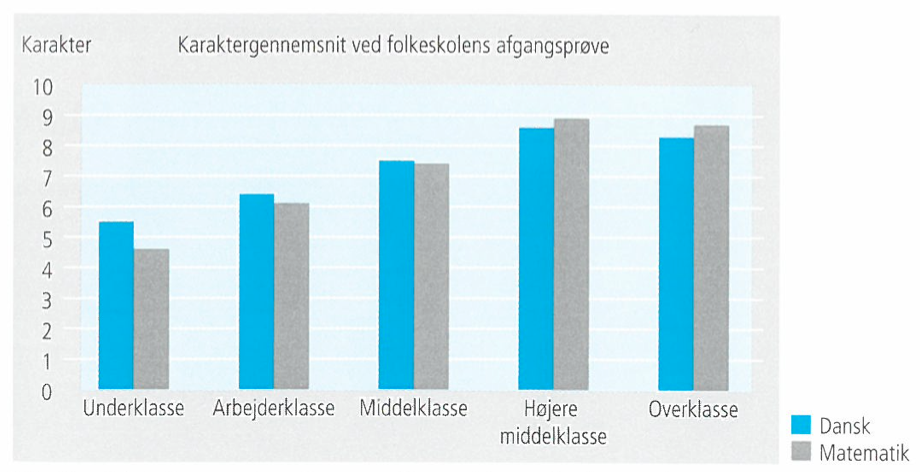 Karakter
Karaktergennemsnit ved folkeskolens afgangsprøve
10
9
8
7
6
5
4
3
2
1
0
Underklasse
Arbejderklasse
Middelklasse
Højere
middelklasse
Overklasse
Dansk
Matematik